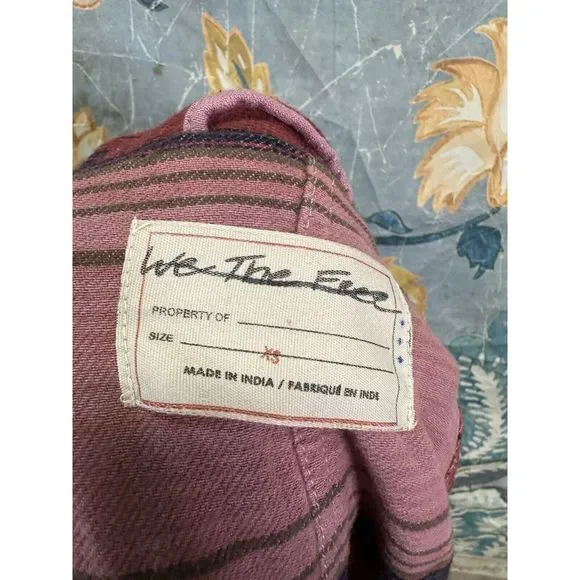 We The Free
PROPERTY OF
SIZE XS
MADE IN INDIA / FABRIQUÉ EN INDE